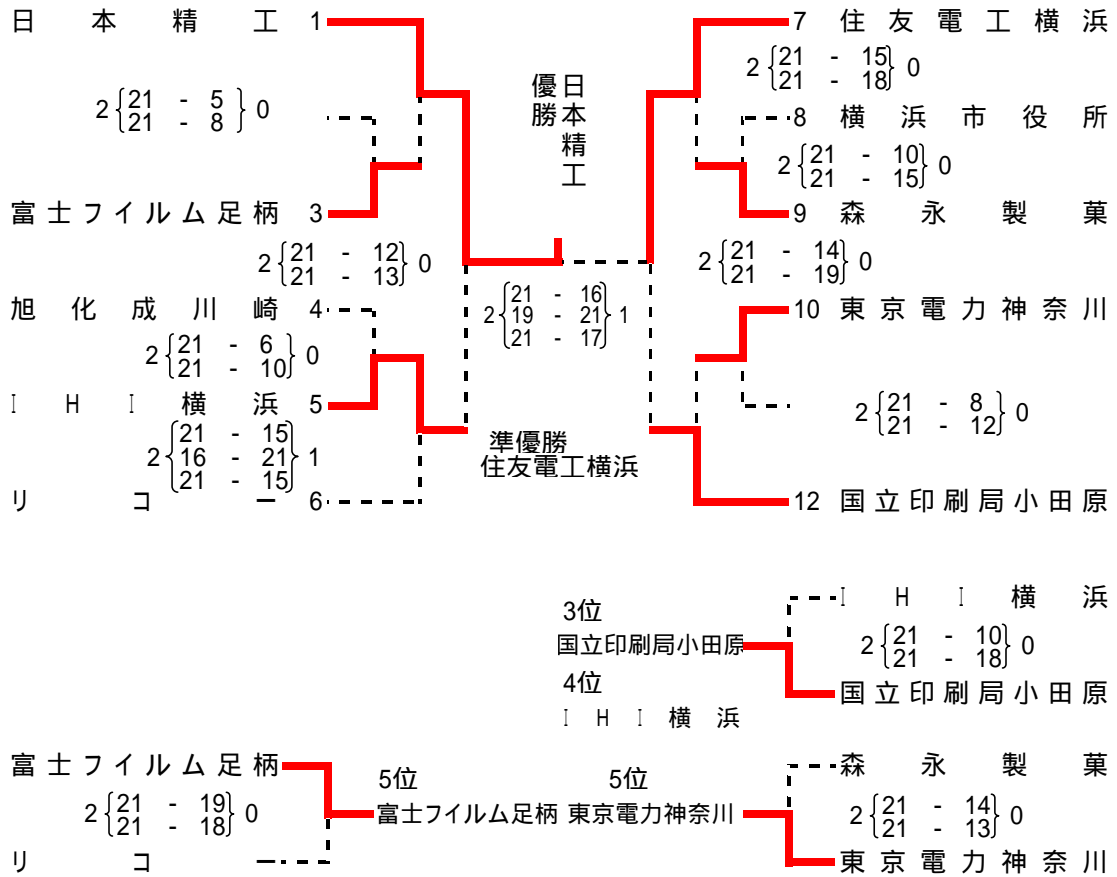 日本精工 1
7 住友電工横浜
2 {21 - 15} 0
{21 - 18}
優勝
日本精工
2 {21 - 5} 0
{21 - 8}
8 横浜市役所
2 {21 - 10} 0
{21 - 15}
富士フイルム足柄 3
9 森永製菓
2 {21 - 12} 0
{21 - 13}
2 {21 - 14} 0
{21 - 19}
旭化成川崎 4
{21 - 16}
2 {19 - 21} 1
{21 - 17}
10 東京電力神奈川
2 {21 - 6} 0
{21 - 10}
IHI横浜 5
2 {21 - 8} 0
{21 - 12}
{21 - 15}
2 {16 - 21} 1
{21 - 15}
準優勝
住友電工横浜
リコー 6
12 国立印刷局小田原
IHI横浜
3位
国立印刷局小田原
2 {21 - 10} 0
{21 - 18}
4位
IHI横浜
国立印刷局小田原
富士フイルム足柄
森永製菓
5位
5位
2 {21 - 19} 0
{21 - 18}
富士フイルム足柄
東京電力神奈川
2 {21 - 14} 0
{21 - 13}
リコー
東京電力神奈川